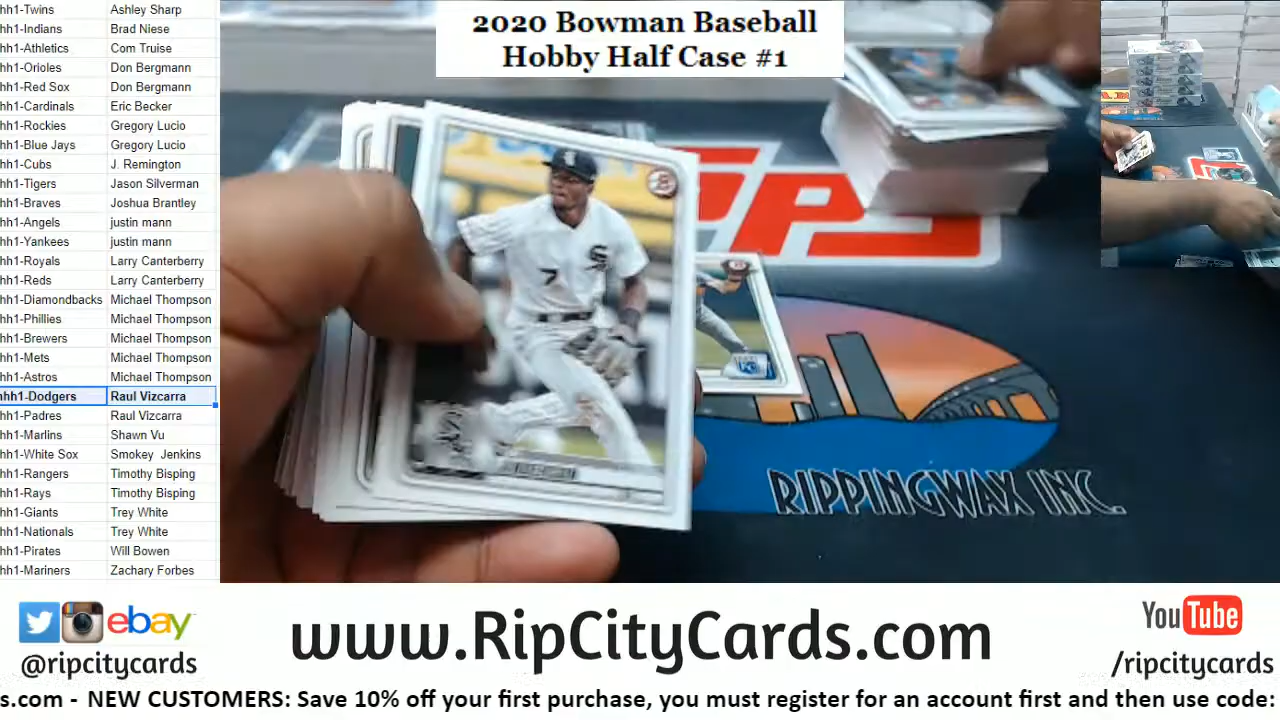 2020 Bowman Baseball
Hobby Half Case #1
hh1-Twins Ashley Sharp
hh1-Indians Brad Niese
hh1-Athletics Com Truise
hh1-Orioles Don Bergmann
hh1-Red Sox Don Bergmann
hh1-Cardinals Eric Becker
hh1-Rockies Gregory Lucio
hh1-Blue Jays Gregory Lucio
hh1-Cubs J. Remington
hh1-Tigers Jason Silverman
hh1-Braves Joshua Brantley
hh1-Angels justin mann
hh1-Yankees justin mann
hh1-Royals Larry Canterberry
hh1-Reds Larry Canterberry
hh1-Diamondbacks Michael Thompson
hh1-Phillies Michael Thompson
hh1-Brewers Michael Thompson
hh1-Mets Michael Thompson
hh1-Astros Michael Thompson
hh1-Dodgers Raul Vizcarra
hh1-Padres Raul Vizcarra
hh1-Marlins Shawn Vu
hh1-White Sox Smokey Jenkins
hh1-Rangers Timothy Bisping
hh1-Rays Timothy Bisping
hh1-Giants Trey White
hh1-Nationals Trey White
hh1-Pirates Will Bowen
hh1-Mariners Zachary Forbes
7
RIPPINGWAX INC.
ebay
@ripcitycards
www.RipCityCards.com
YouTube
/ripcitycards
s.com - NEW CUSTOMERS: Save 10% off your first purchase, you must register for an account first and then use code: